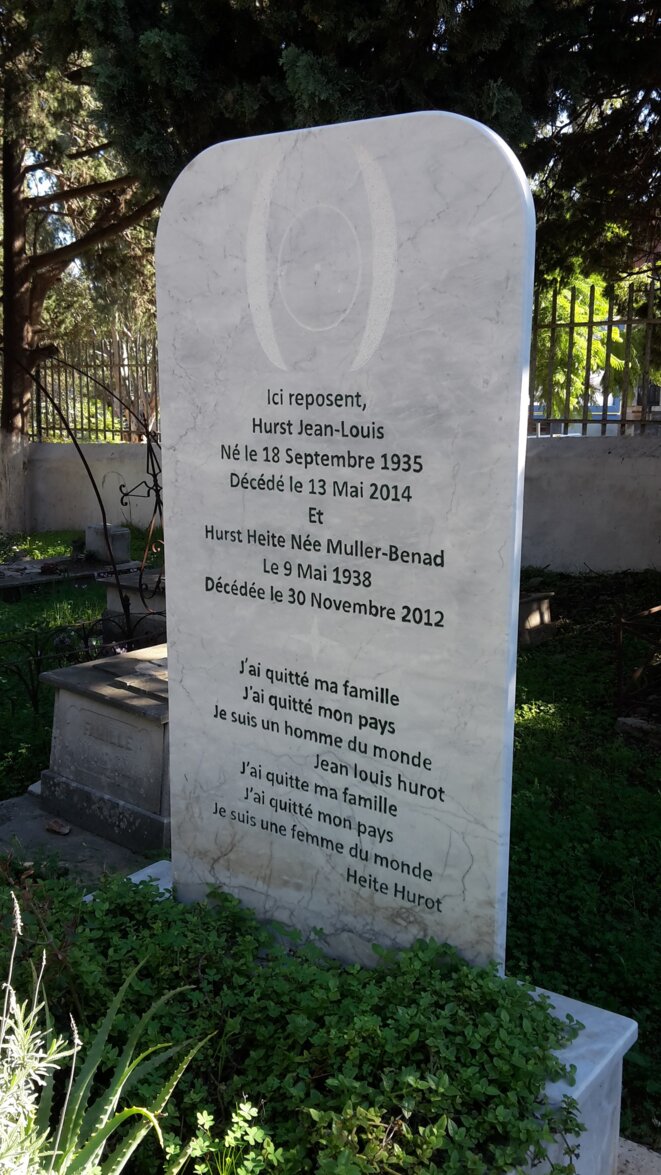 Ici reposent,
Hurst Jean-Louis
Né le 18 Septembre 1935
Décédé le 13 Mai 2014
Et
Hurst Heite Née Muller-Benad
Le 9 Mai 1938
Décédée le 30 Novembre 2012
J'ai quitté ma famille
J'ai quitté mon pays
Je suis un homme du monde
Jean louis hurot
J'ai quitte ma famille
J'ai quitté mon pays
Je suis une femme du monde
Heite Hurot